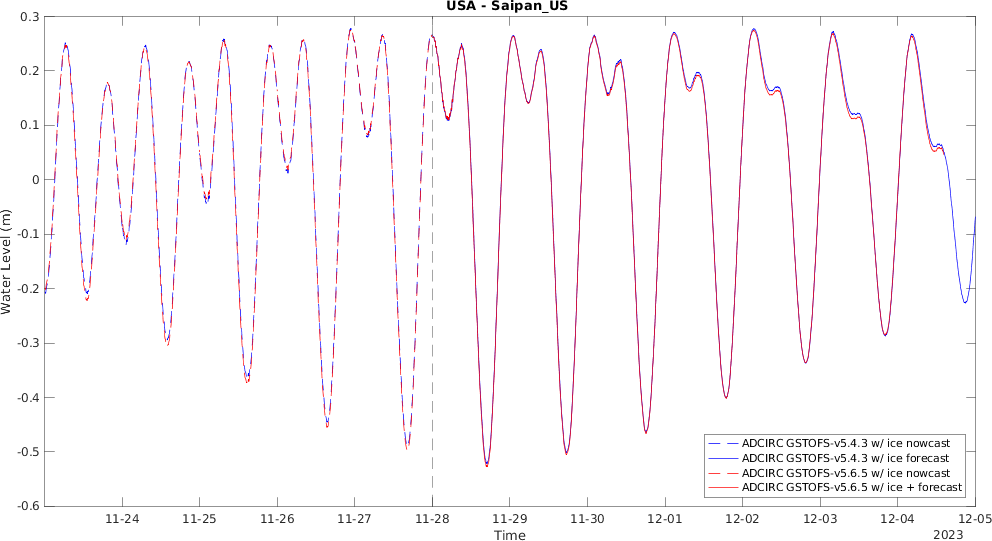 USA - Saipan_US
0.3
0.2
0.1
0
-0.1
-0.2
-0.3
-0.4
-0.5
-0.6
Water Level (m)
ADCIRC GSTOFS-v5.4.3 w/ ice nowcast
ADCIRC GSTOFS-v5.4.3 w/ ice forecast
ADCIRC GSTOFS-v5.6.5 w/ ice nowcast
ADCIRC GSTOFS-v5.6.5 w/ ice + forecast
11-24 11-25 11-26 11-27 11-28 11-29 11-30 12-01 12-02 12-03 12-04 12-05
Time
2023